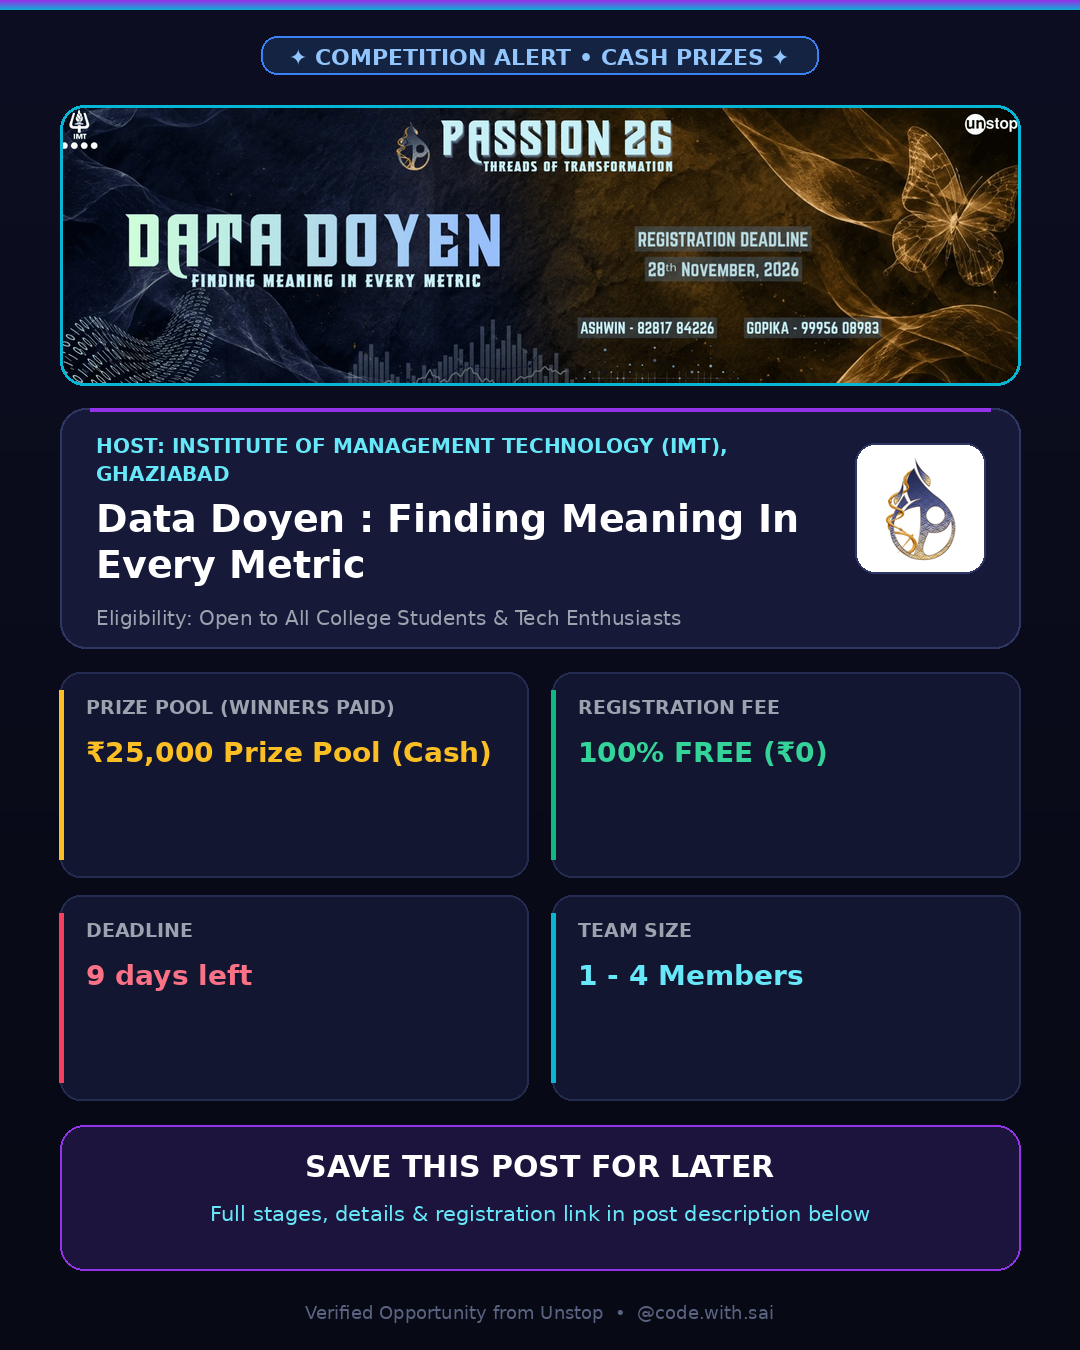 ✦ COMPETITION ALERT • CASH PRIZES ✦
IMT
unstop
PASSION 26
THREADS OF TRANSFORMATION
DATA DOYEN
FINDING MEANING IN EVERY METRIC
REGISTRATION DEADLINE
28th NOVEMBER, 2026
ASHWIN - 82817 84226
GOPIKA - 99956 08983
HOST: INSTITUTE OF MANAGEMENT TECHNOLOGY (IMT),
GHAZIABAD
Data Doyen : Finding Meaning In
Every Metric
Eligibility: Open to All College Students & Tech Enthusiasts
PRIZE POOL (WINNERS PAID)
₹25,000 Prize Pool (Cash)
REGISTRATION FEE
100% FREE (₹0)
DEADLINE
9 days left
TEAM SIZE
1 - 4 Members
SAVE THIS POST FOR LATER
Full stages, details & registration link in post description below
Verified Opportunity from Unstop • @code.with.sai